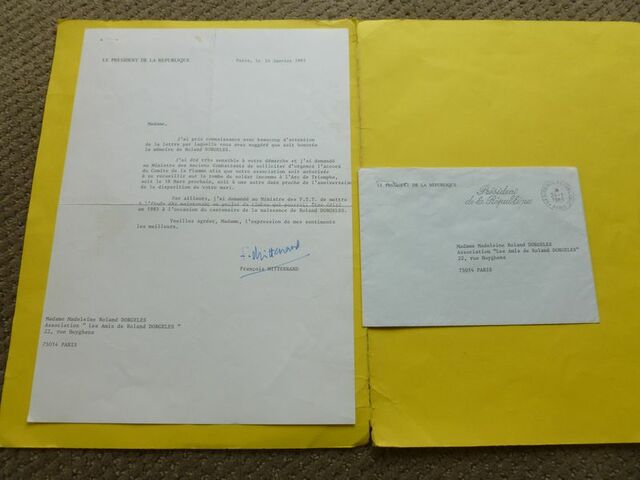 LE PRESIDENT DE LA REPUBLIQUE
Paris, le 10 Janvier 1983
Madame,
J'ai pris connaissance avec beaucoup d'attention
de la lettre par laquelle vous avez suggéré que soit honorée
la mémoire de Roland DORGELES.
J'ai été très sensible à votre démarche et j'ai demandé
au Ministre des Anciens Combattants de solliciter d'urgence l'accord
du Comité de la Flamme afin que votre association soit autorisée
à se recueillir sur la tombe du soldat inconnu à l'Arc de Triomphe,
soit le 18 Mars prochain, soit à une autre date proche de l'anniversaire
de la disparition de votre mari.
Par ailleurs, j'ai demandé au Ministre des P.T.T. de mettre
à l'étude dès maintenant un projet de timbre qui pourrait être édité
en 1985 à l'occasion du centenaire de la naissance de Roland DORGELES.
Veuillez agréer, Madame, l'expression de mes sentiments
les meilleurs.
F. Mitterrand
François MITTERRAND
Madame Madeleine Roland DORGELES
Association " Les Amis de Roland DORGELES "
22, rue Huyghens
75014 PARIS
LE PRESIDENT DE LA REPUBLIQUE
Président
de la République
Madame Madeleine Roland DORGELES
Association "Les Amis de Roland DORGELES"
22, rue Huyghens
75014 PARIS